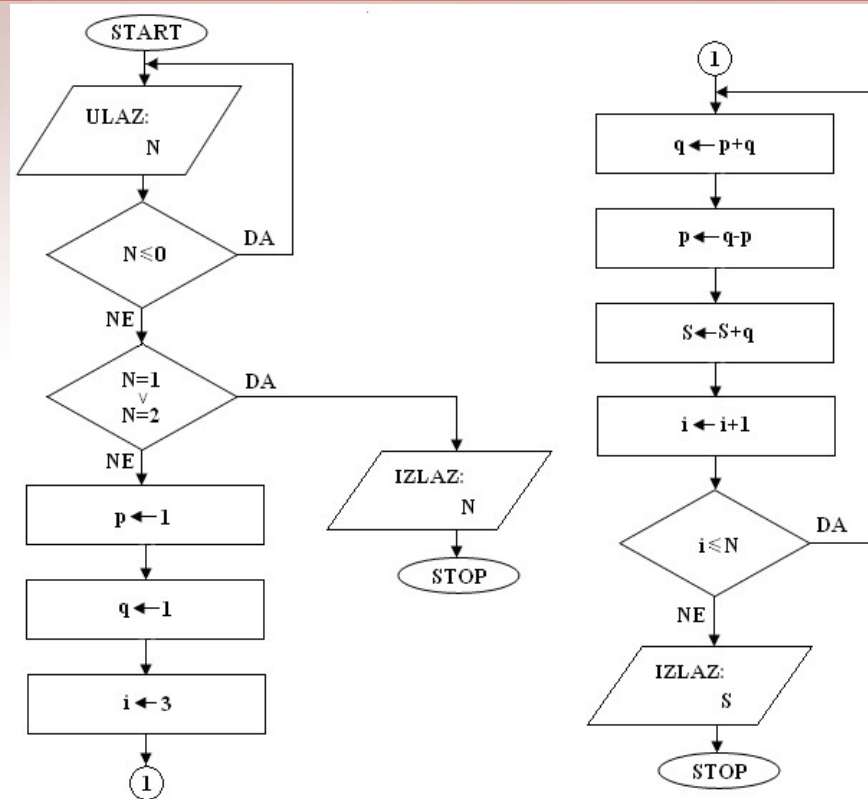 START
ULAZ:
N
N≤0
DA
NE
N=1
∨
N=2
DA
NE
IZLAZ:
N
STOP
p←1
q←1
i←3
1
1
q←p+q
p←q-p
S←S+q
i←i+1
i≤N
DA
NE
IZLAZ:
S
STOP